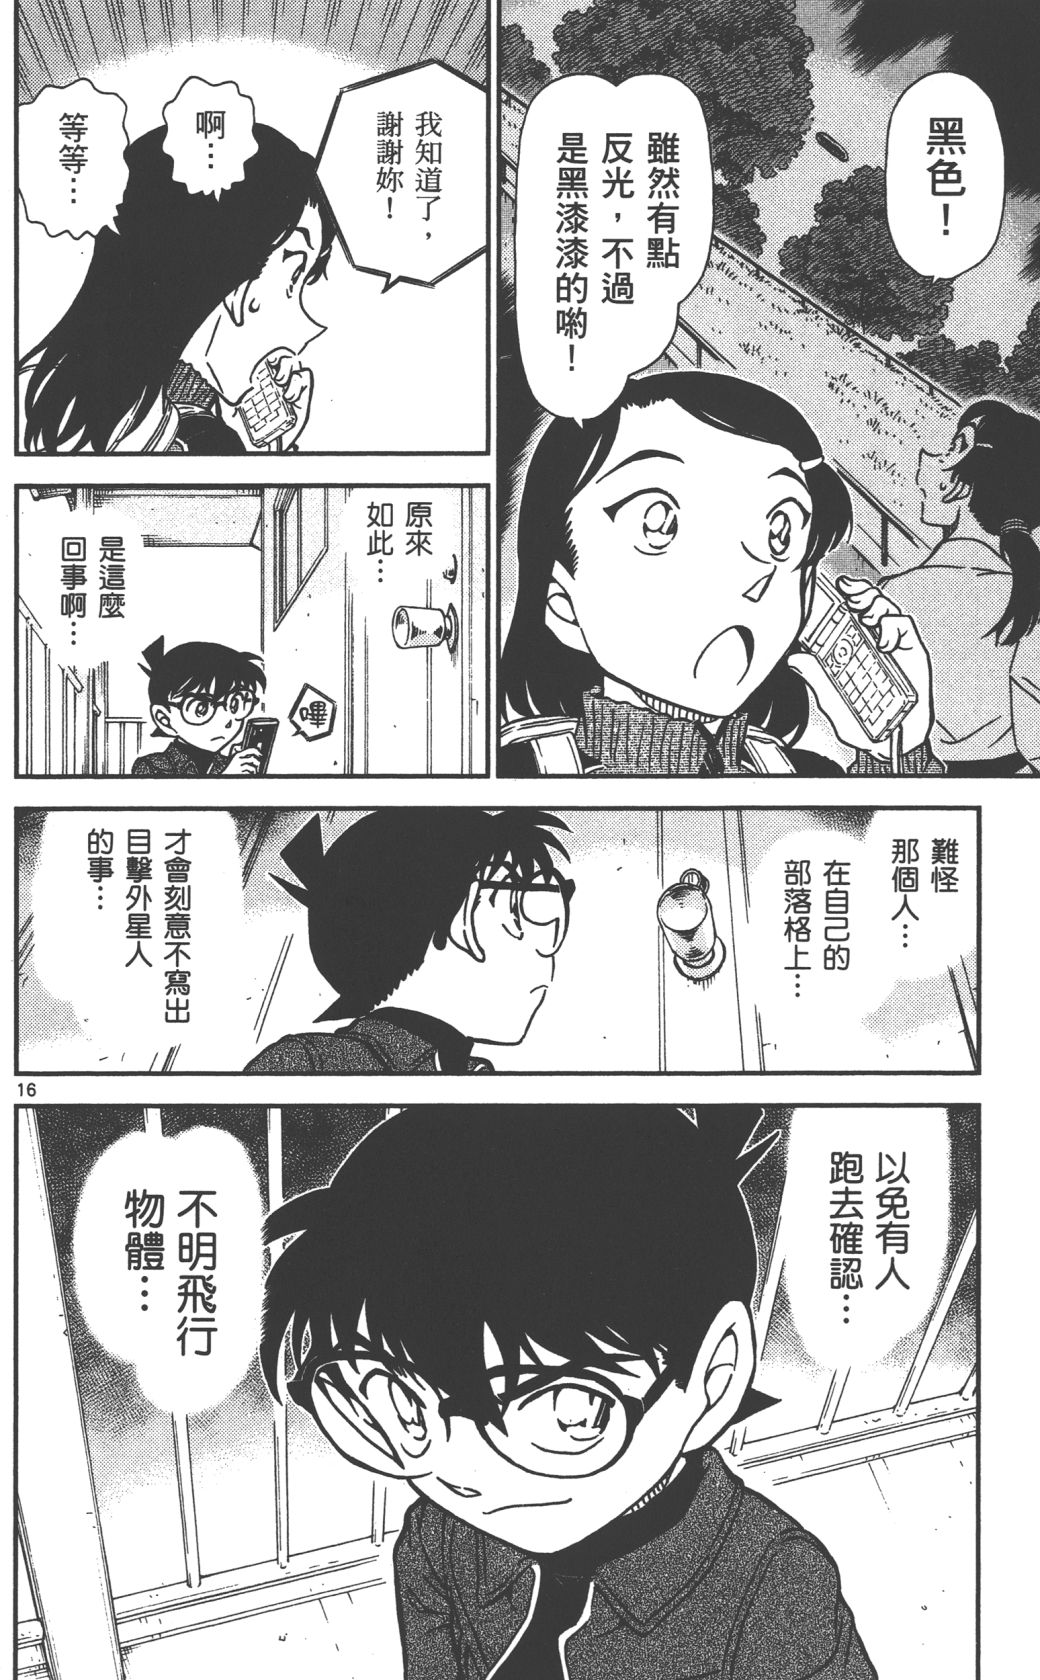 黑色！
雖然有點
反光，不過
是黑漆漆的喲！
我知道了，
謝謝妳！
啊…
等等…
原來
如此…
嗶
是這麼
回事啊…
難怪
那個人…
在自己的
部落格上…
才會刻意不寫出
目擊外星人
的事…
16
以免有人
跑去確認…
不明飛行
物體…